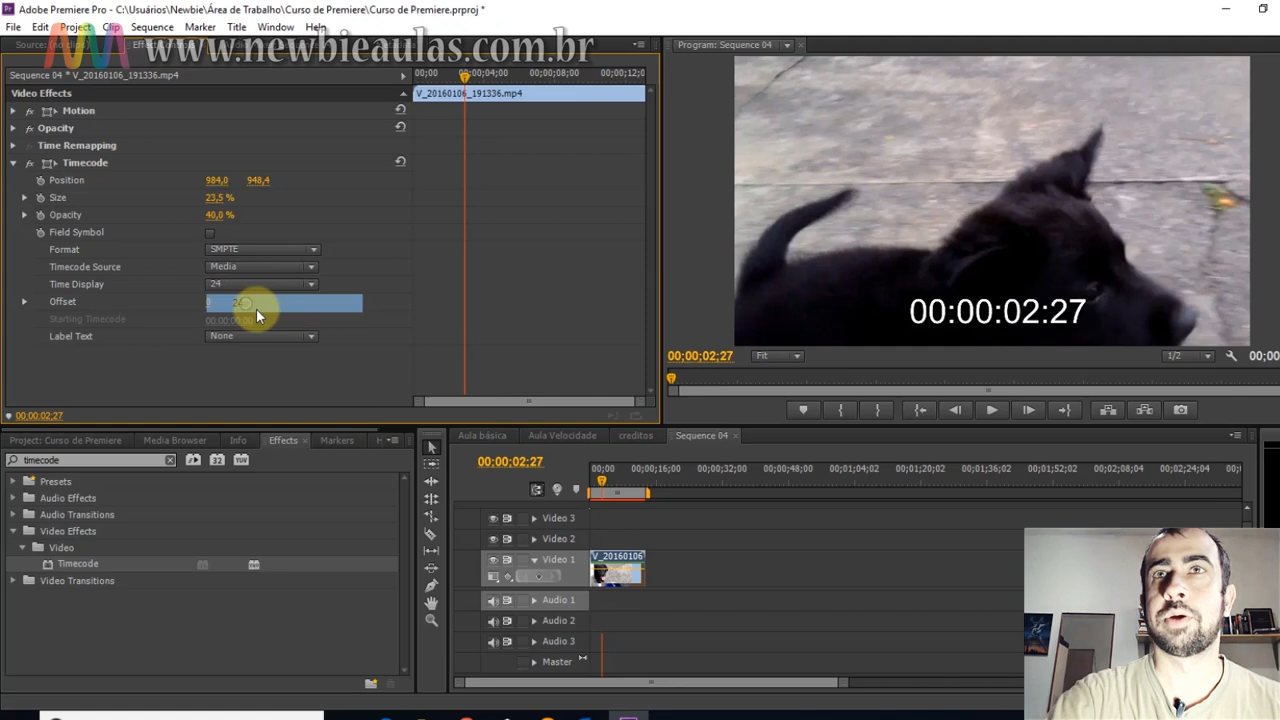 Adobe Premiere Pro - C:\Usuários\Newbie\Área de Trabalho\Curso de Premiere\Curso de Premiere.prproj *
File Edit Project Clip Sequence Marker Title Window Help
www.newbieaulas.com.br
Program: Sequence 04
Sequence 04 * V_20160106_191336.mp4
00;00 00;00;04;00 00;00;08;00 00;00;12;0
Video Effects
V_20160106_191336.mp4
Motion
Opacity
Time Remapping
Timecode
Position 984,0 948,4
Size 23,5 %
Opacity 40,0 %
Field Symbol
Format SMPTE
Timecode Source Media
Time Display 24
Offset
Starting Timecode
Label Text None
00;00;02;27
00:00:02:27
00;00;02;27 Fit 1/2 00;00
Project: Curso de Premiere Media Browser Info Effects Markers
timecode
Presets
Audio Effects
Audio Transitions
Video Effects
Video
Timecode
Video Transitions
Aula básica Aula Velocidade creditos Sequence 04
00;00;02;27
00;00 00;00;16;00 00;00;32;00 00;00;48;00 00;01;04;02 00;01;20;02 00;01;36;02 00;01;52;02 00;02;08;04 00;02;24;04
Video 3
Video 2
Video 1
V_20160106
Audio 1
Audio 2
Audio 3
Master